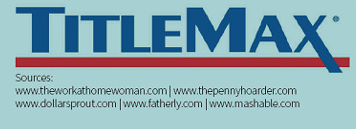 TITLEMAX®
Sources:
www.theworkathomewoman.com | www.thepennyhoarder.com
www.dollarsprout.com | www.fatherly.com | www.mashable.com